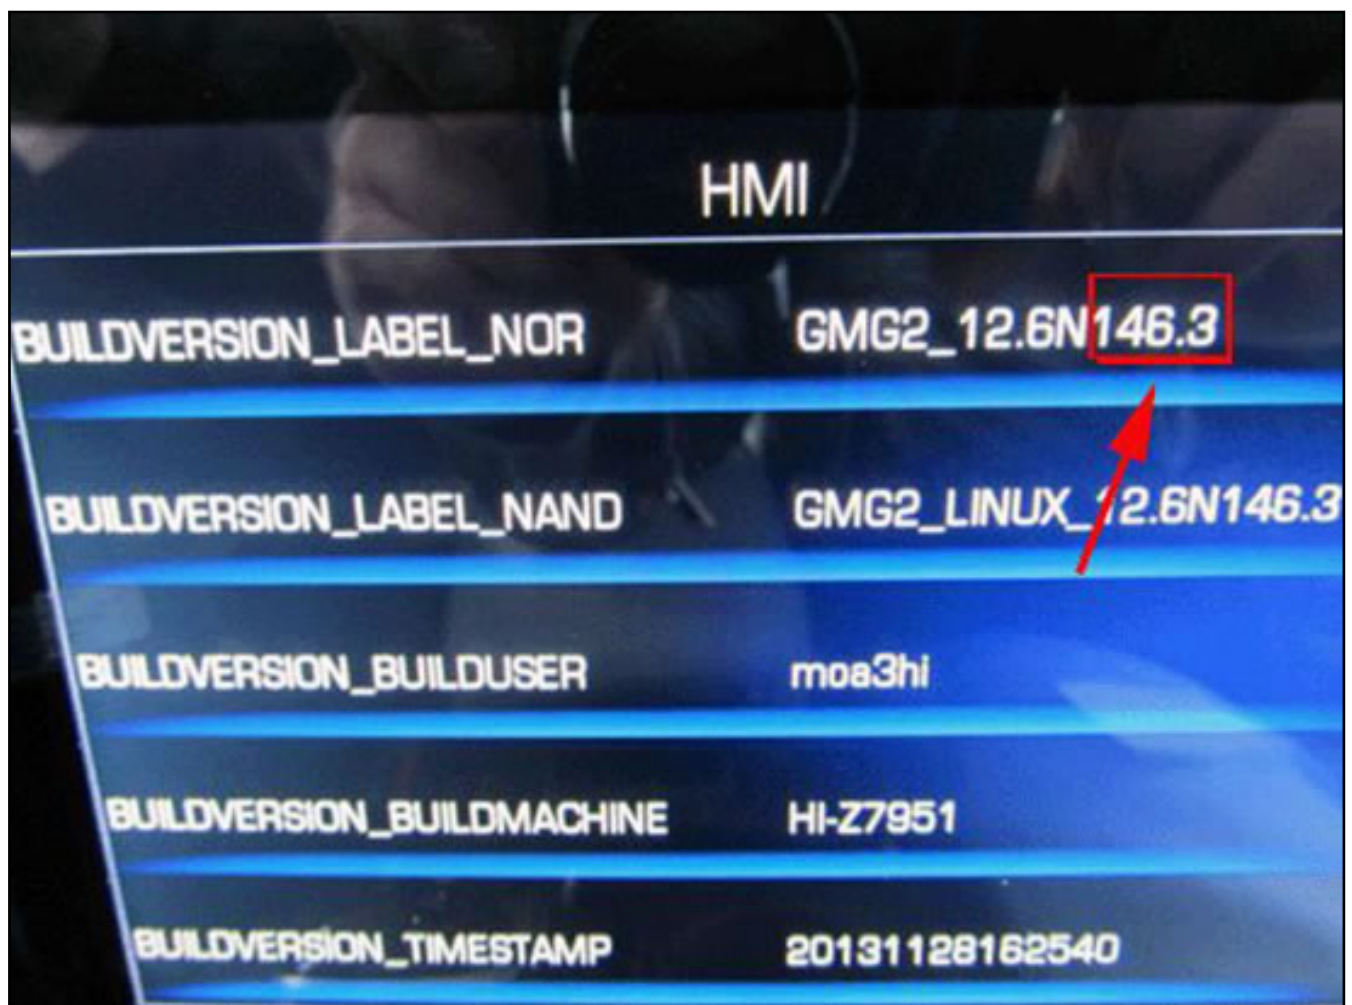 HMI
BUILDVERSION_LABEL_NOR GMG2_12.6N146.3
BUILDVERSION_LABEL_NAND GMG2_LINUX_12.6N146.3
BUILDVERSION_BUILDUSER moa3hi
BUILDVERSION_BUILDMACHINE HI-Z7951
BUILDVERSION_TIMESTAMP 20131128162540